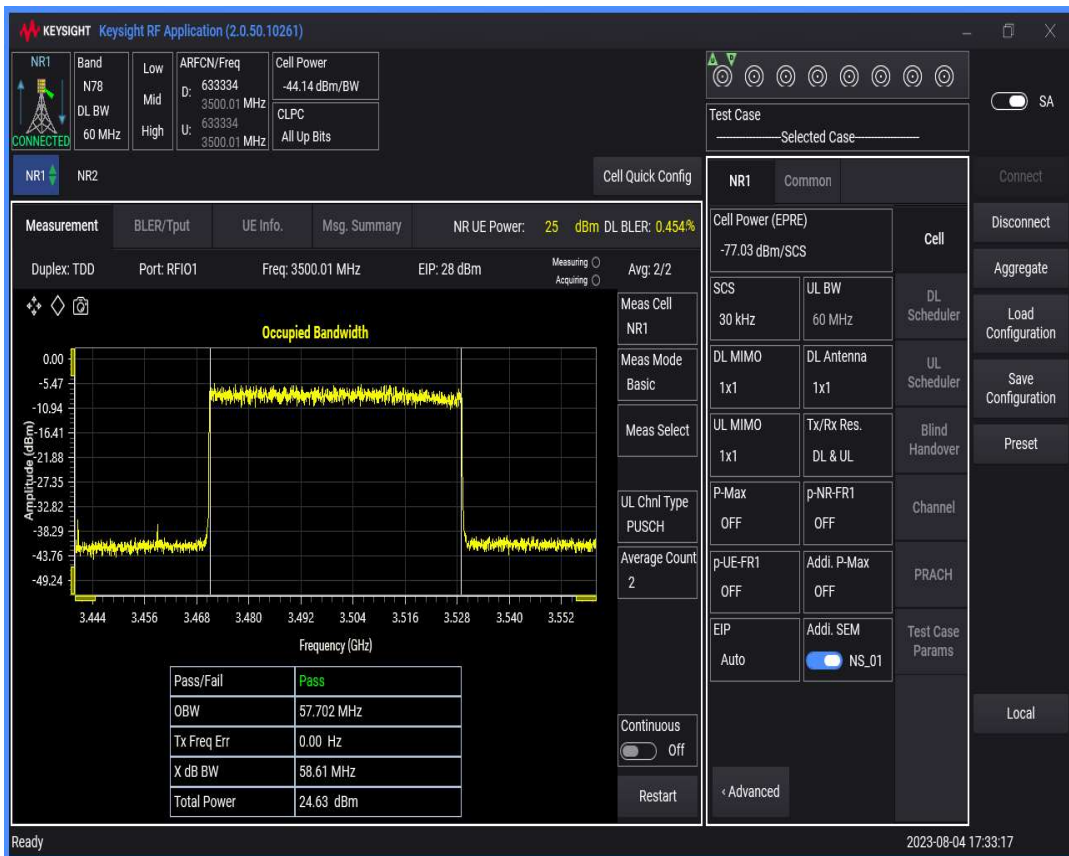 KEYSIGHT Keysight RF Application (2.0.50.10261)
NR1
CONNECTED
Band
N78
DL BW
60 MHz
Low
Mid
High
ARFCN/Freq
D: 633334
3500.01 MHz
U: 633334
3500.01 MHz
Cell Power
-44.14 dBm/BW
CLPC
All Up Bits
Test Case
Selected Case
SA
NR1 NR2 Cell Quick Config
Measurement BLER/Tput UE Info. Msg. Summary NR UE Power: 25 dBm DL BLER: 0.454%
Duplex: TDD Port: RFIO1 Freq: 3500.01 MHz EIP: 28 dBm Measuring Acquiring Avg: 2/2
Occupied Bandwidth
Amplitude (dBm)
0.00
-5.47
-10.94
-16.41
-21.88
-27.35
-32.82
-38.29
-43.76
-49.24
3.444 3.456 3.468 3.480 3.492 3.504 3.516 3.528 3.540 3.552
Frequency (GHz)
Pass/Fail Pass
OBW 57.702 MHz
Tx Freq Err 0.00 Hz
X dB BW 58.61 MHz
Total Power 24.63 dBm
Meas Cell
NR1
Meas Mode
Basic
Meas Select
UL Chnl Type
PUSCH
Average Count
2
Continuous
Off
Restart
NR1 Common
Cell Power (EPRE)
-77.03 dBm/SCS
SCS
30 kHz
UL BW
60 MHz
DL MIMO
1x1
DL Antenna
1x1
UL MIMO
1x1
Tx/Rx Res.
DL & UL
P-Max
OFF
p-NR-FR1
OFF
p-UE-FR1
OFF
Addi. P-Max
OFF
EIP
Auto
Addi. SEM
NS_01
‹ Advanced
Cell
DL
Scheduler
UL
Scheduler
Blind
Handover
Channel
PRACH
Test Case
Params
Connect
Disconnect
Aggregate
Load
Configuration
Save
Configuration
Preset
Local
Ready 2023-08-04 17:33:17